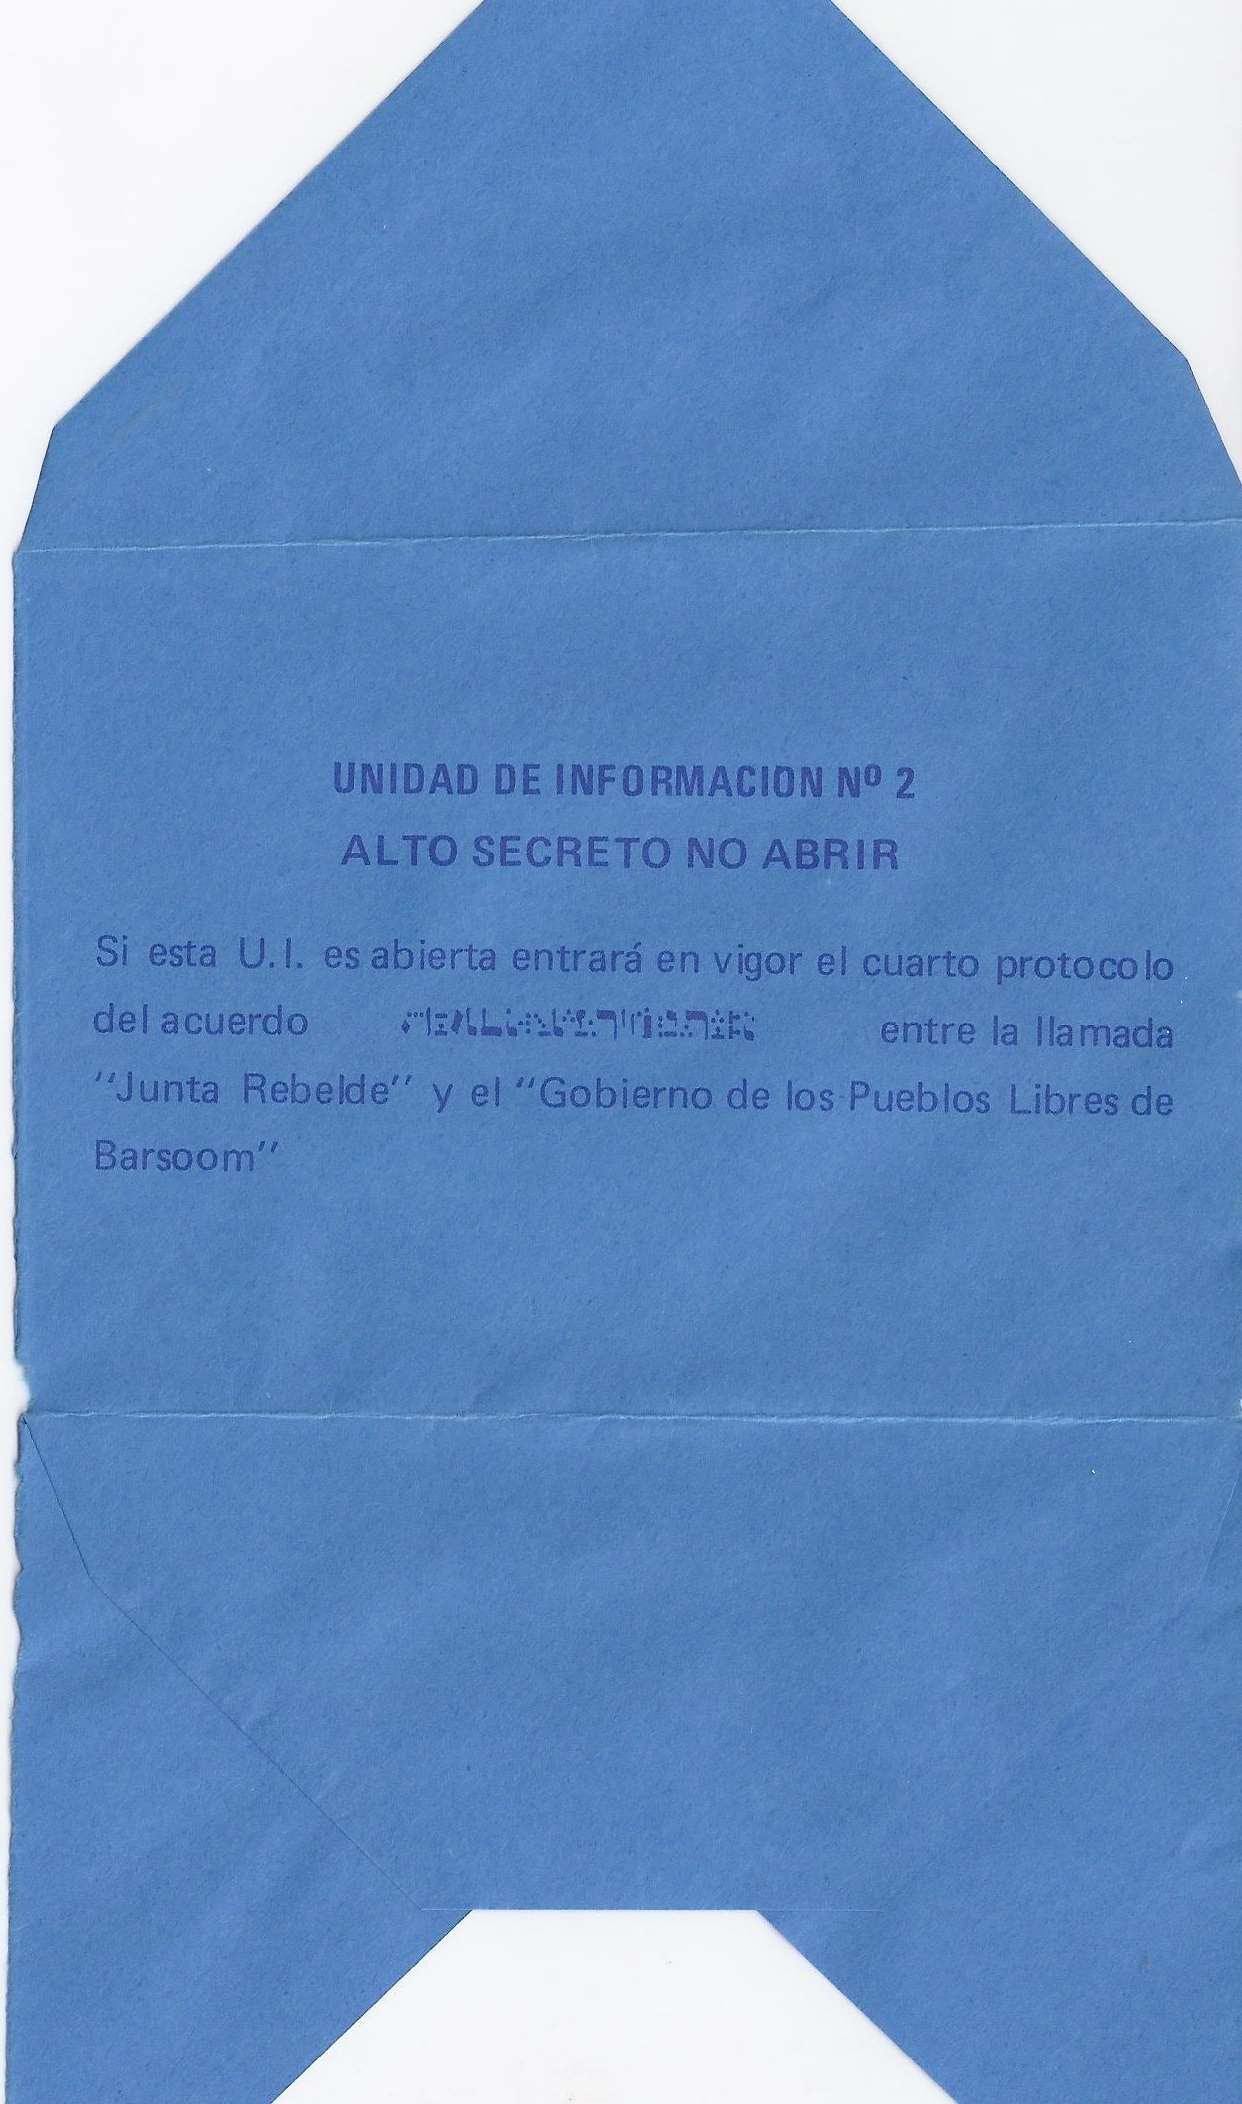 UNIDAD DE INFORMACION Nº 2
ALTO SECRETO NO ABRIR
Si esta U.I. es abierta entrará en vigor el cuarto protocolo
del acuerdo entre la llamada
"Junta Rebelde" y el "Gobierno de los Pueblos Libres de
Barsoom"